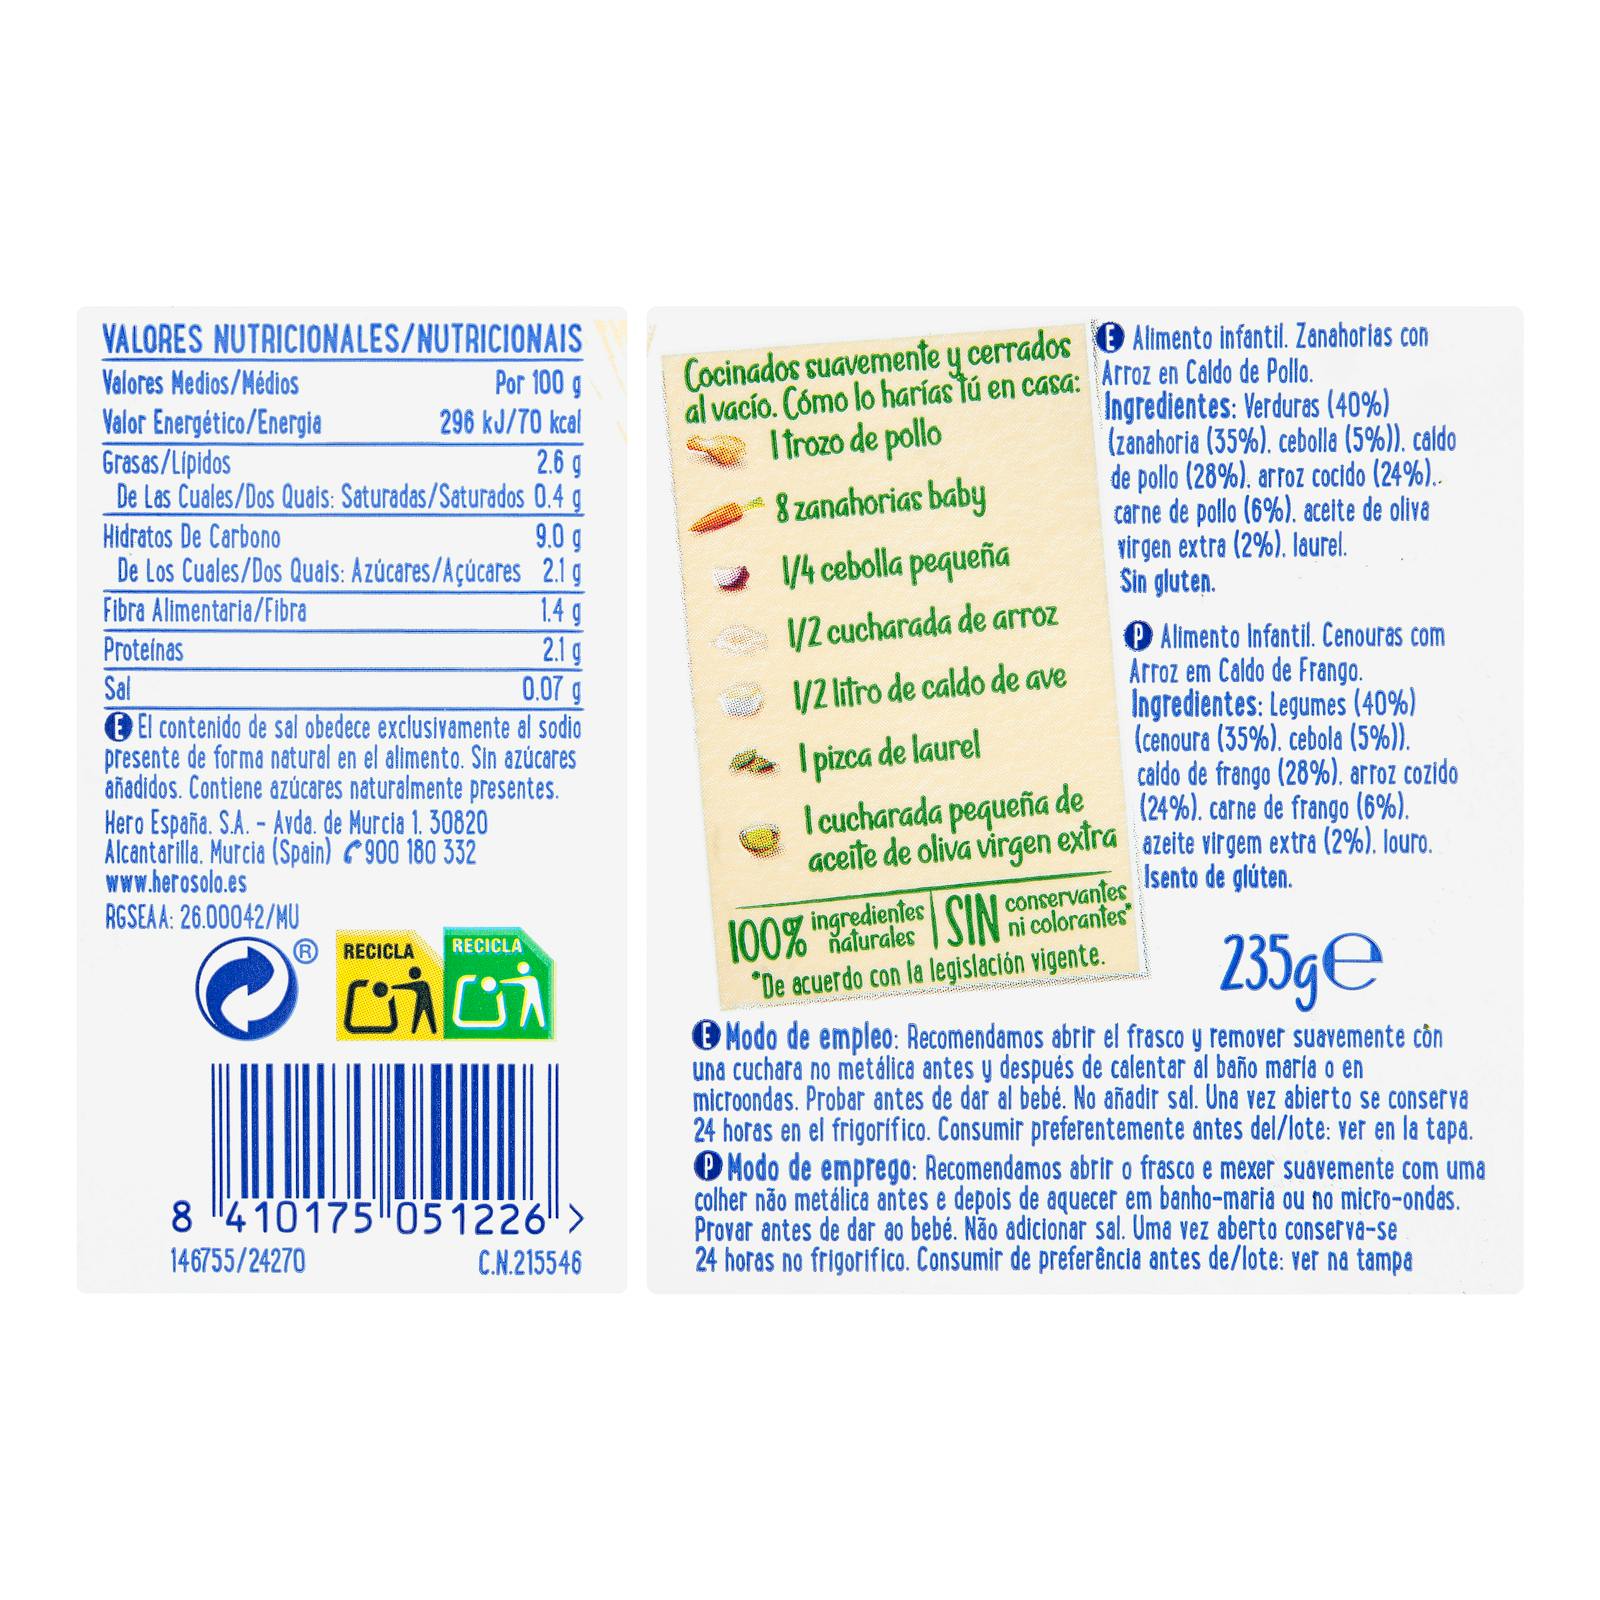 VALORES NUTRICIONALES/NUTRICIONAIS
Valores Medios/Médios Por 100 g
Valor Energético/Energia 296 kJ/70 kcal
Grasas/Lípidos 2.6 g
De Las Cuales/Dos Quais: Saturadas/Saturados 0.4 g
Hidratos De Carbono 9.0 g
De Los Cuales/Dos Quais: Azúcares/Açúcares 2.1 g
Fibra Alimentaria/Fibra 1.4 g
Proteínas 2.1 g
Sal 0.07 g
E El contenido de sal obedece exclusivamente al sodio
presente de forma natural en el alimento. Sin azúcares
añadidos. Contiene azúcares naturalmente presentes.
Hero España, S.A. - Avda. de Murcia 1, 30820
Alcantarilla, Murcia (Spain) 900 180 332
www.herosolo.es
RGSEAA: 26.00042/MU
®
RECICLA
RECICLA
8 410175 051226 >
146755/24270 C.N.215546
Cocinados suavemente y cerrados
al vacío. Cómo lo harías tú en casa:
1 trozo de pollo
8 zanahorias baby
1/4 cebolla pequeña
1/2 cucharada de arroz
1/2 litro de caldo de ave
1 pizca de laurel
1 cucharada pequeña de
aceite de oliva virgen extra
100% ingredientes
naturales
SIN conservantes
ni colorantes*
*De acuerdo con la legislación vigente.
E Alimento infantil. Zanahorias con
Arroz en Caldo de Pollo.
Ingredientes: Verduras (40%)
(zanahoria (35%), cebolla (5%)), caldo
de pollo (28%), arroz cocido (24%),
carne de pollo (6%), aceite de oliva
virgen extra (2%), laurel.
Sin gluten.
P Alimento Infantil. Cenouras com
Arroz em Caldo de Frango.
Ingredientes: Legumes (40%)
(cenoura (35%), cebola (5%)),
caldo de frango (28%), arroz cozido
(24%), carne de frango (6%),
azeite virgem extra (2%), louro.
Isento de glúten.
235g e
E Modo de empleo: Recomendamos abrir el frasco y remover suavemente con
una cuchara no metálica antes y después de calentar al baño maría o en
microondas. Probar antes de dar al bebé. No añadir sal. Una vez abierto se conserva
24 horas en el frigorífico. Consumir preferentemente antes del/lote: ver en la tapa.
P Modo de emprego: Recomendamos abrir o frasco e mexer suavemente com uma
colher não metálica antes e depois de aquecer em banho-maria ou no micro-ondas.
Provar antes de dar ao bebé. Não adicionar sal. Uma vez aberto conserva-se
24 horas no frigorífico. Consumir de preferência antes de/lote: ver na tampa